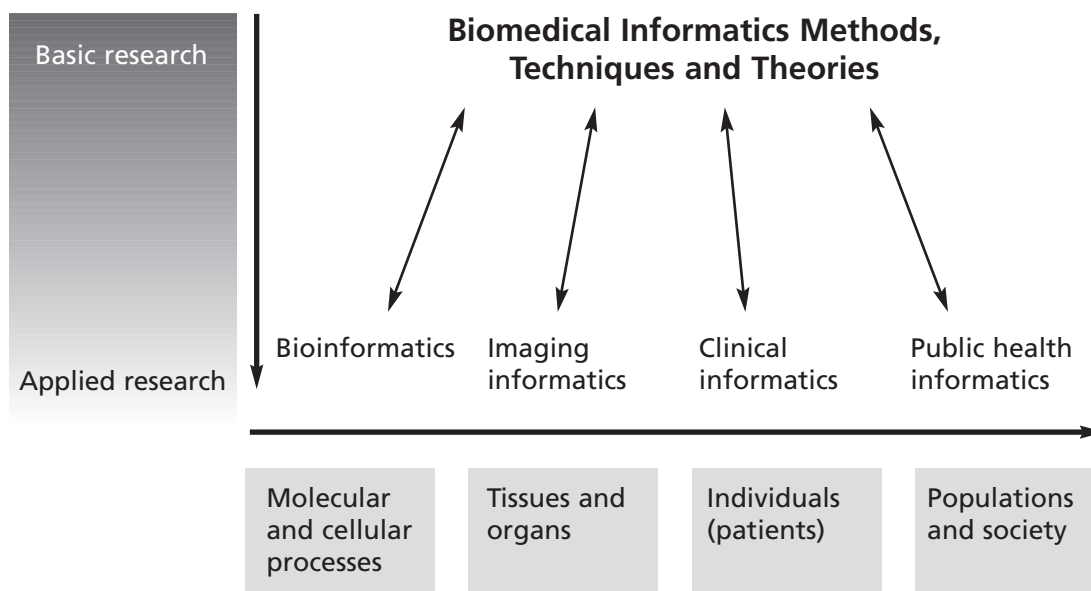 Basic research
Biomedical Informatics Methods,
Techniques and Theories
Bioinformatics
Imaging
informatics
Clinical
informatics
Public health
informatics
Applied research
Molecular
and cellular
processes
Tissues and
organs
Individuals
(patients)
Populations
and society